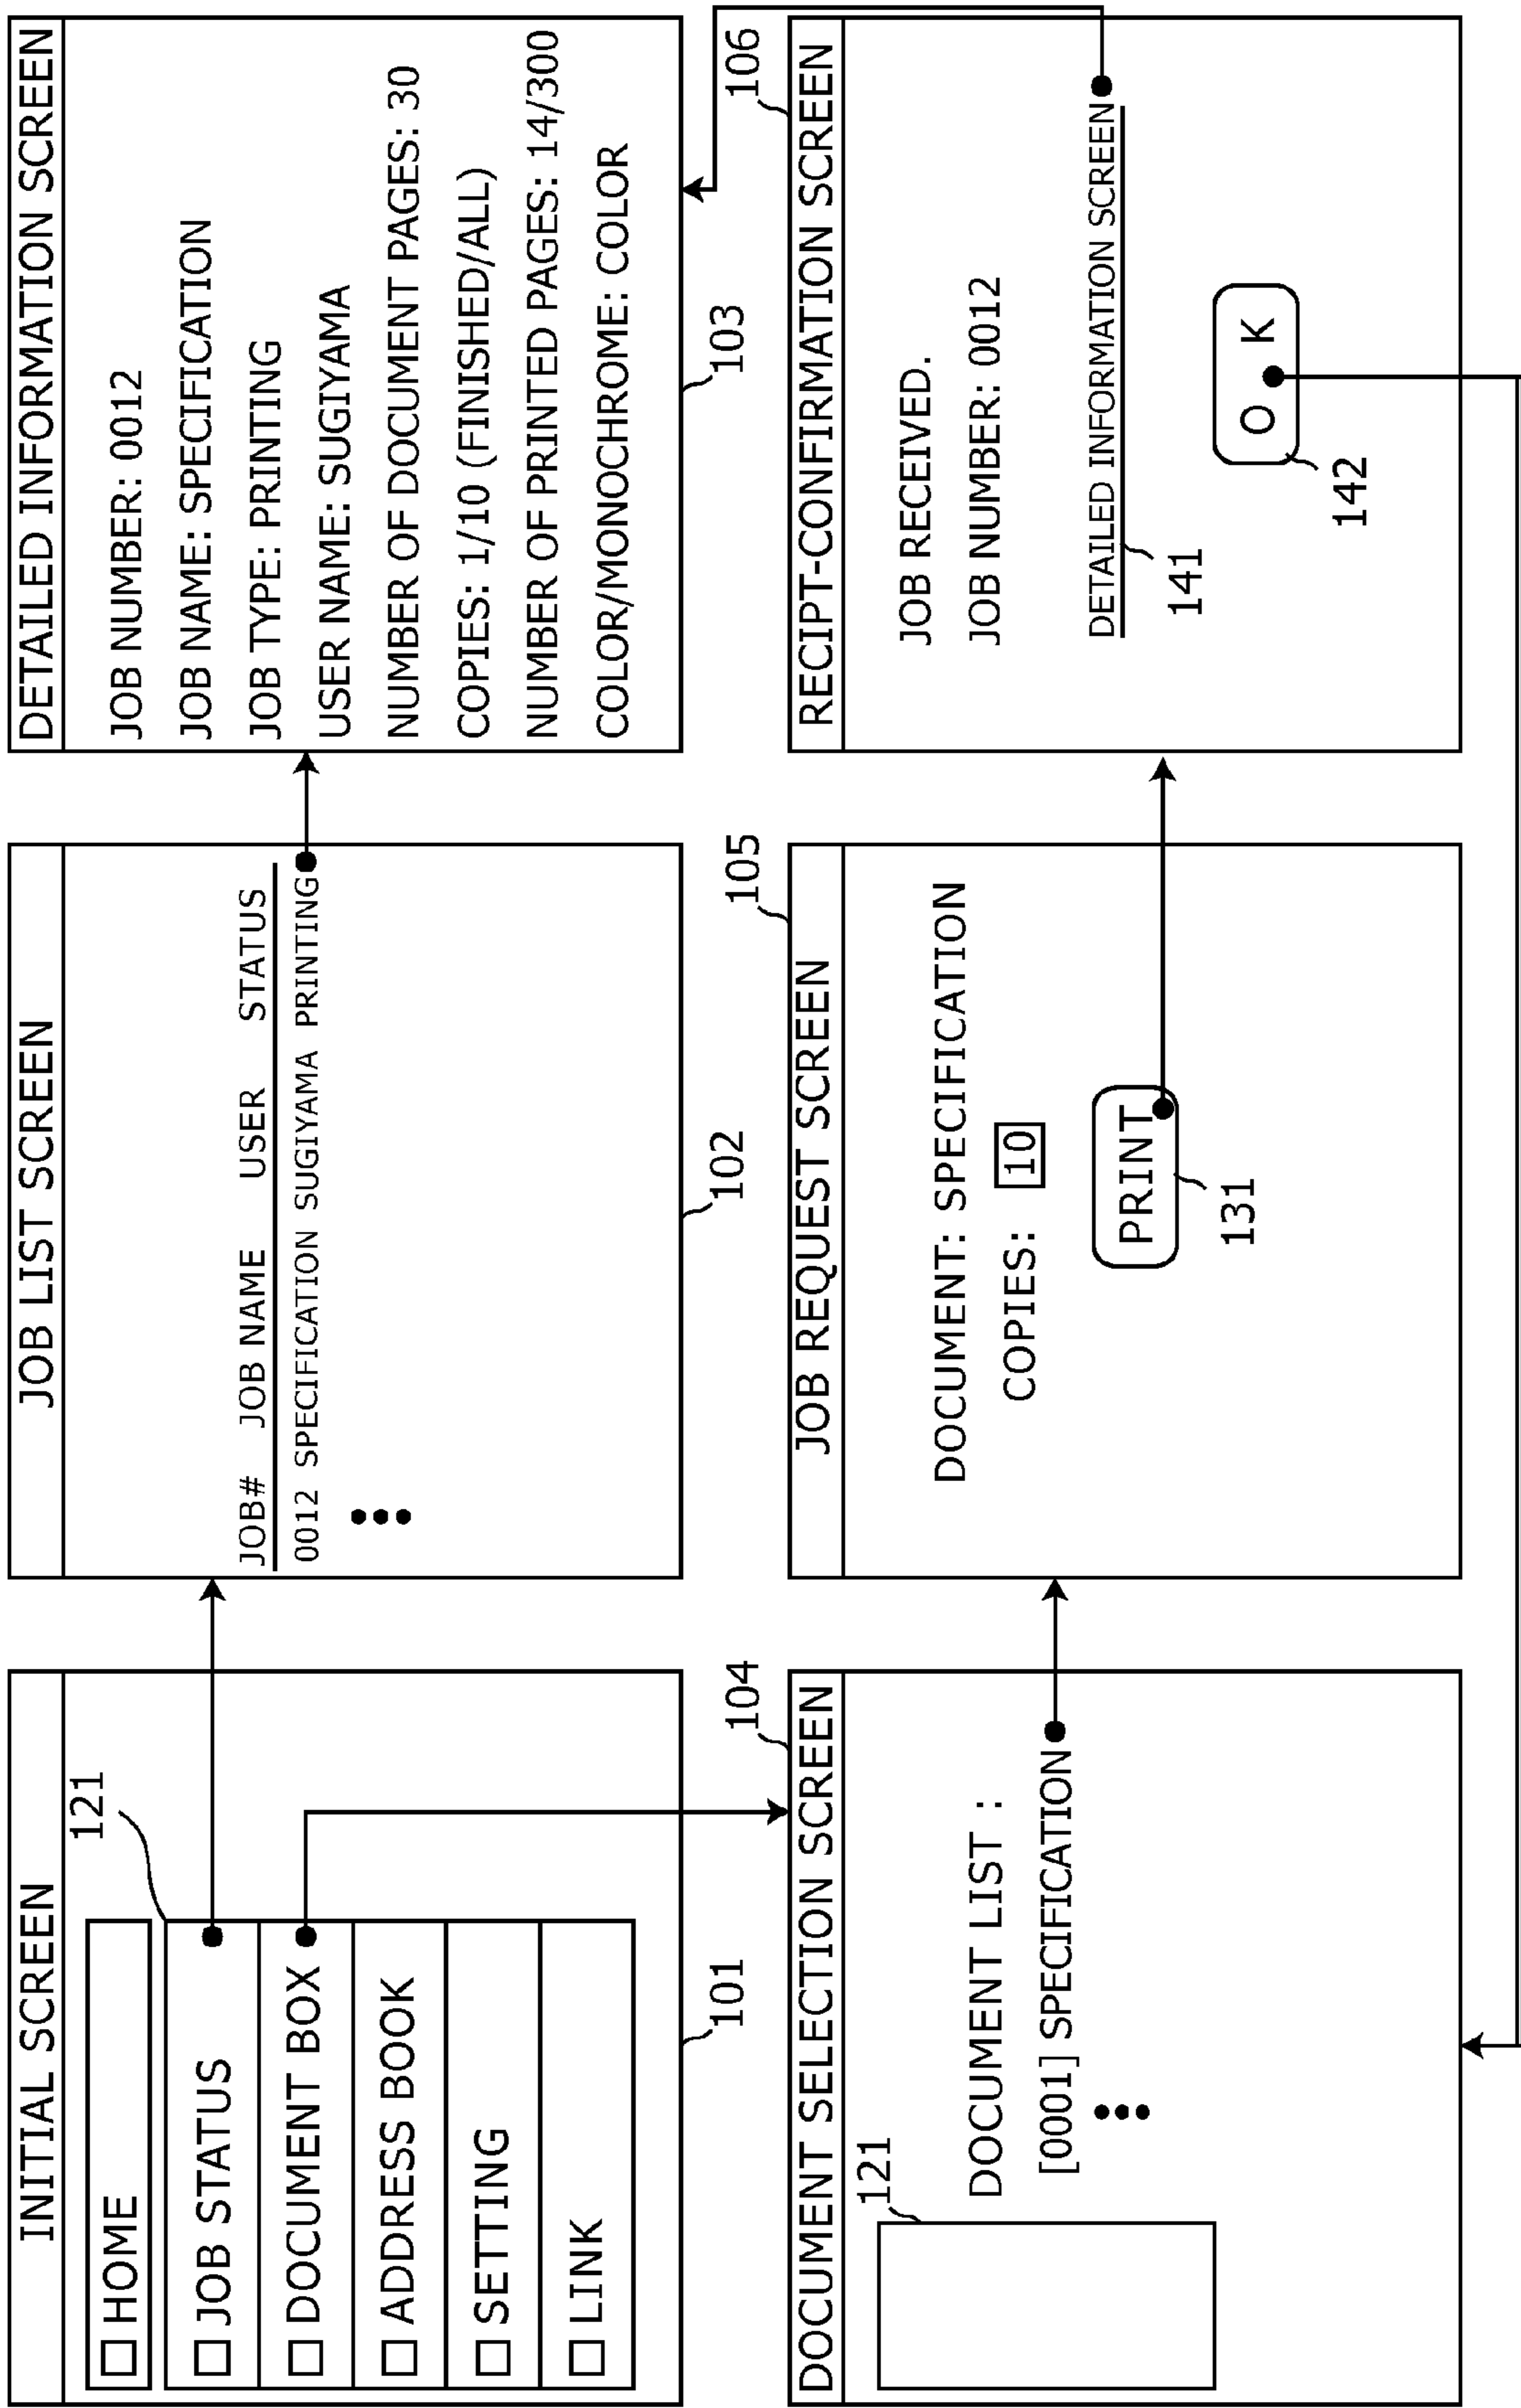 INITIAL SCREEN
121
☐ HOME
☐ JOB STATUS
☐ DOCUMENT BOX
☐ ADDRESS BOOK
☐ SETTING
☐ LINK
101
JOB LIST SCREEN
JOB# JOB NAME USER STATUS
0012 SPECIFICATION SUGIYAMA PRINTING
102
DETAILED INFORMATION SCREEN
JOB NUMBER: 0012
JOB NAME: SPECIFICATION
JOB TYPE: PRINTING
USER NAME: SUGIYAMA
NUMBER OF DOCUMENT PAGES: 30
COPIES: 1/10 (FINISHED/ALL)
NUMBER OF PRINTED PAGES: 14/300
COLOR/MONOCHROME: COLOR
103
104
DOCUMENT SELECTION SCREEN
121
DOCUMENT LIST :
[0001] SPECIFICATION
105
JOB REQUEST SCREEN
DOCUMENT: SPECIFICATION
COPIES: 10
PRINT
131
106
RECIPT-CONFIRMATION SCREEN
JOB RECEIVED.
JOB NUMBER: 0012
DETAILED INFORMATION SCREEN
141
O K
142